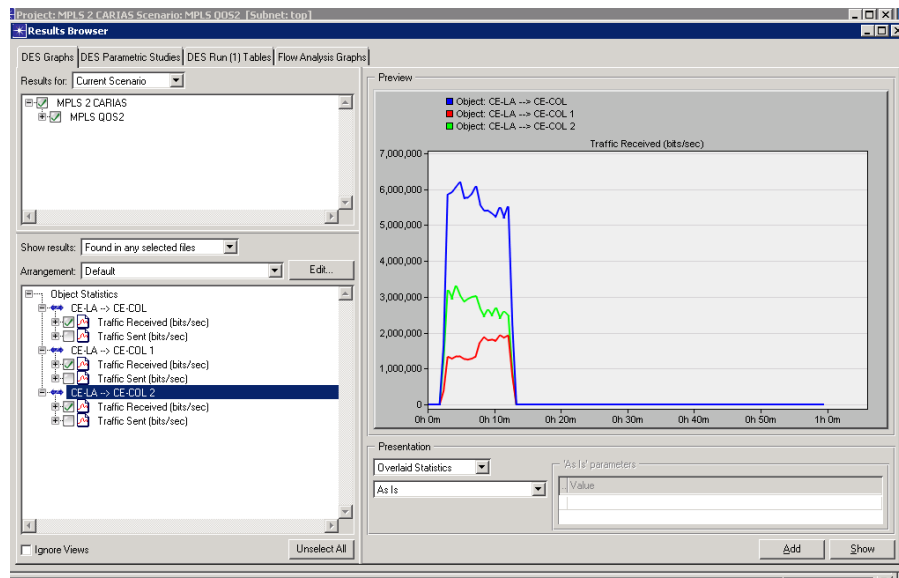 Project: MPLS 2 CARIAS Scenario: MPLS QOS2 [Subnet: top]
Results Browser
DES Graphs DES Parametric Studies DES Run (1) Tables Flow Analysis Graphs
Results for: Current Scenario
MPLS 2 CARIAS
MPLS QOS2
Show results: Found in any selected files
Arrangement: Default Edit...
Object Statistics
CE-LA --> CE-COL
Traffic Received (bits/sec)
Traffic Sent (bits/sec)
CE-LA --> CE-COL 1
Traffic Received (bits/sec)
Traffic Sent (bits/sec)
CE-LA --> CE-COL 2
Traffic Received (bits/sec)
Traffic Sent (bits/sec)
Ignore Views Unselect All
Preview
Object: CE-LA --> CE-COL
Object: CE-LA --> CE-COL 1
Object: CE-LA --> CE-COL 2
Traffic Received (bits/sec)
7,000,000
6,000,000
5,000,000
4,000,000
3,000,000
2,000,000
1,000,000
0
0h 0m 0h 10m 0h 20m 0h 30m 0h 40m 0h 50m 1h 0m
Presentation
Overlaid Statistics
As Is
'As Is' parameters
.. Value
Add Show